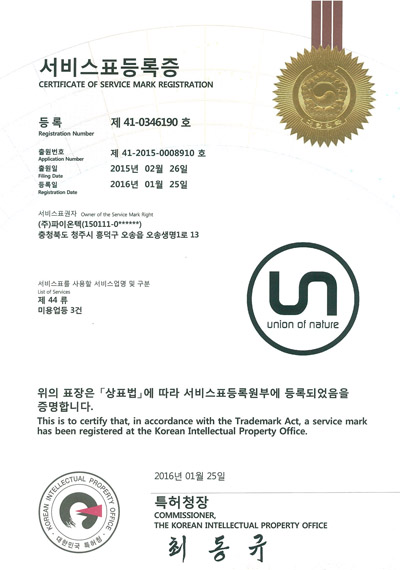 서비스표등록증
CERTIFICATE OF SERVICE MARK REGISTRATION
등 록 제 41-0346190 호
Registration Number
출원번호 제 41-2015-0008910 호
Application Number
출원일 2015년 02월 26일
Filing Date
등록일 2016년 01월 25일
Registration Date
서비스표권자 Owner of the Service Mark Right
(주)파이온텍(150111-0******)
충청북도 청주시 흥덕구 오송읍 오송생명1로 13
서비스표를 사용할 서비스업명 및 구분
List of Services
제 44 류
미용업등 3건
un
union of nature
위의 표장은 「상표법」에 따라 서비스표등록원부에 등록되었음을
증명합니다.
This is to certify that, in accordance with the Trademark Act, a service mark
has been registered at the Korean Intellectual Property Office.
2016년 01월 25일
특허청장
COMMISSIONER,
THE KOREAN INTELLECTUAL PROPERTY OFFICE
최동규
KOREAN INTELLECTUAL PROPERTY OFFICE
대한민국 특허청